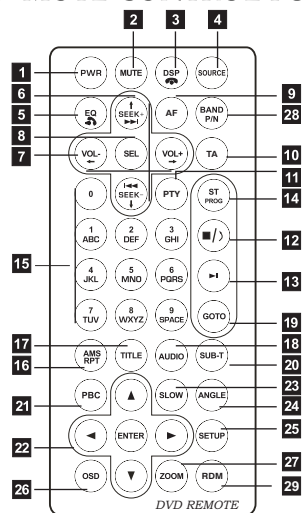 2 3 4
1 PWR MUTE DSP SOURCE
6 9
5 EQ SEEK+ AF BAND P/N 28
8
7 VOL- SEL VOL+ TA 10
11
0 SEEK- PTY ST PROG 14
1 ABC 2 DEF 3 GHI 12
15 4 JKL 5 MNO 6 PQRS 13
7 TUV 8 WXYZ 9 SPACE GOTO
17 19
18
16 AMS RPT TITLE AUDIO SUB-T 20
23
21 PBC SLOW ANGLE 24
22 ENTER SETUP 25
27
26 OSD ZOOM RDM 29
DVD REMOTE